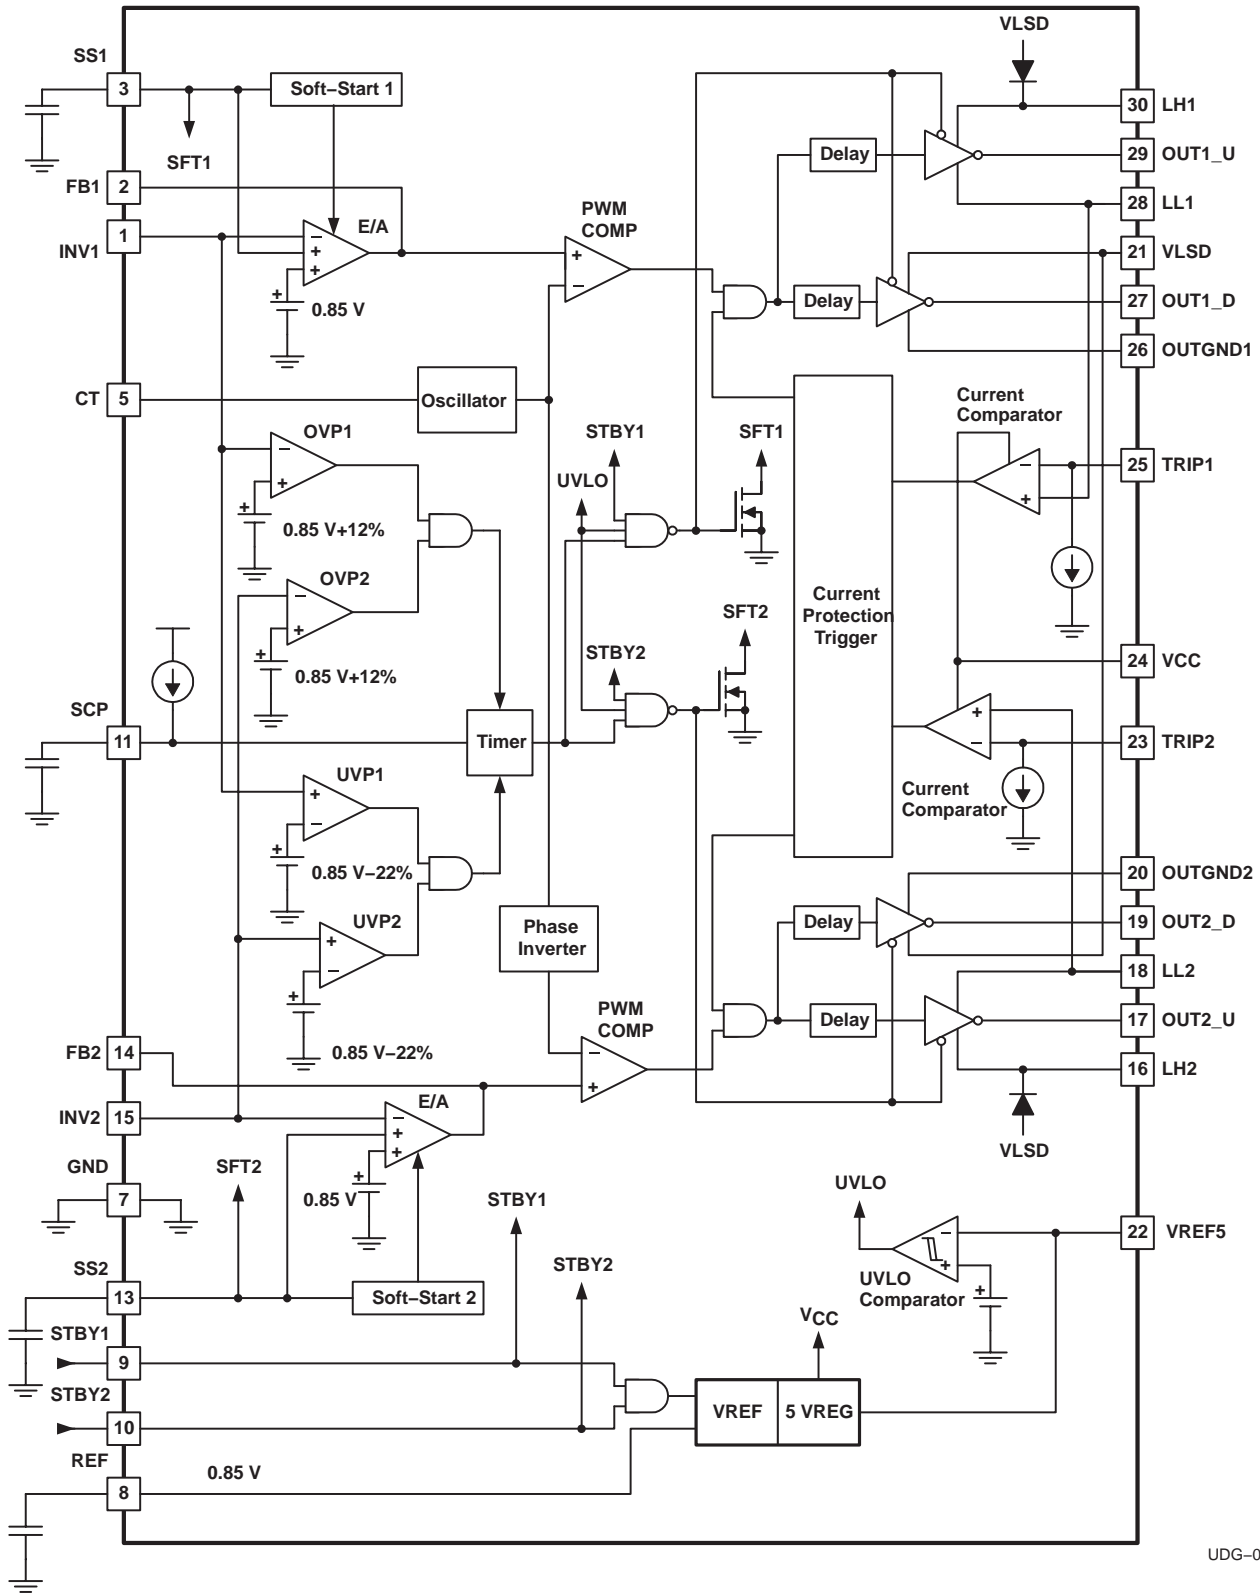 VLSD
SS1
3
Soft–Start 1
30
LH1
SFT1
Delay
29
OUT1_U
FB1
2
PWM
COMP
28
LL1
1
INV1
E/A
–
+
+
+
–
21
VLSD
+
0.85 V
Delay
27
OUT1_D
26
OUTGND1
CT
5
Oscillator
Current
Comparator
OVP1
–
+
STBY1
SFT1
–
+
25
TRIP1
UVLO
+
0.85 V+12%
OVP2
–
+
Current
Protection
Trigger
SFT2
+
0.85 V+12%
STBY2
24
VCC
+
–
SCP
11
Timer
23
TRIP2
UVP1
+
–
Current
Comparator
+
0.85 V–22%
20
OUTGND2
UVP2
+
–
Phase
Inverter
Delay
19
OUT2_D
18
LL2
+
0.85 V–22%
PWM
COMP
Delay
17
OUT2_U
FB2
14
–
+
16
LH2
INV2
15
E/A
–
+
+
VLSD
GND
7
SFT2
+
0.85 V
STBY1
UVLO
–
+
22
VREF5
SS2
13
Soft–Start 2
STBY2
UVLO
Comparator
+
STBY1
9
VCC
STBY2
10
VREF
5 VREG
REF
8
0.85 V
UDG–0